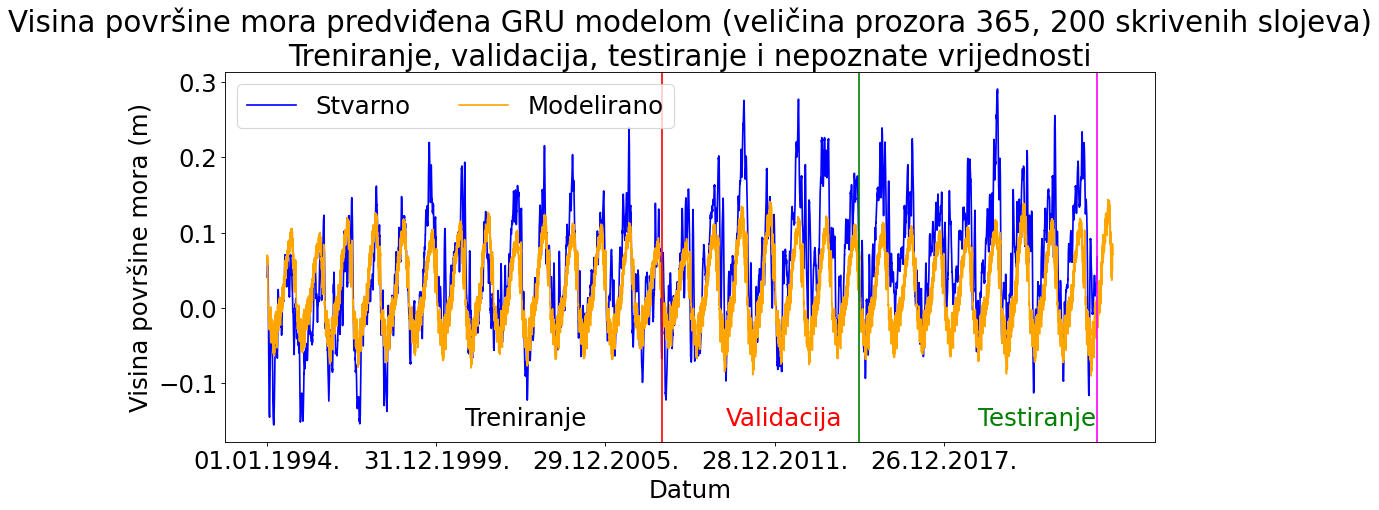 Visina površine mora predviđena GRU modelom (veličina prozora 365, 200 skrivenih slojeva)
Treniranje, validacija, testiranje i nepoznate vrijednosti
Stvarno Modelirano
Visina površine mora (m)
0.3
0.2
0.1
0.0
−0.1
Treniranje Validacija Testiranje
01.01.1994. 31.12.1999. 29.12.2005. 28.12.2011. 26.12.2017.
Datum